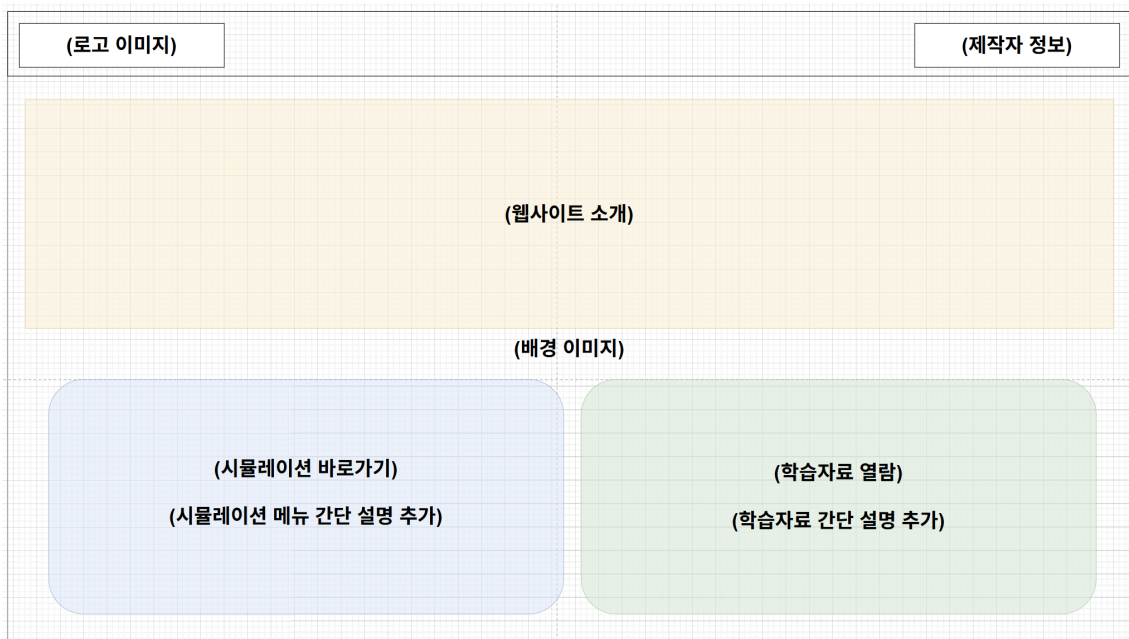 (로고 이미지)
(제작자 정보)
(웹사이트 소개)
(배경 이미지)
(시뮬레이션 바로가기)
(시뮬레이션 메뉴 간단 설명 추가)
(학습자료 열람)
(학습자료 간단 설명 추가)